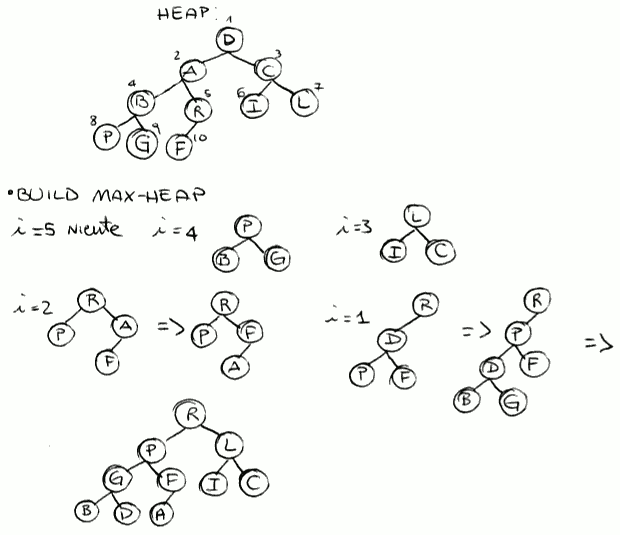 HEAP:
1
D
2 3
A C
4 5 6 7
B R I L
8 9 10
P G F
•BUILD MAX-HEAP
i=5 NIENTE i=4 i=3
P L
B G I C
i=2 i=1
R => R R => R =>
P A P F D P
F A P F D F
B G
R
P L
G F I C
B D A